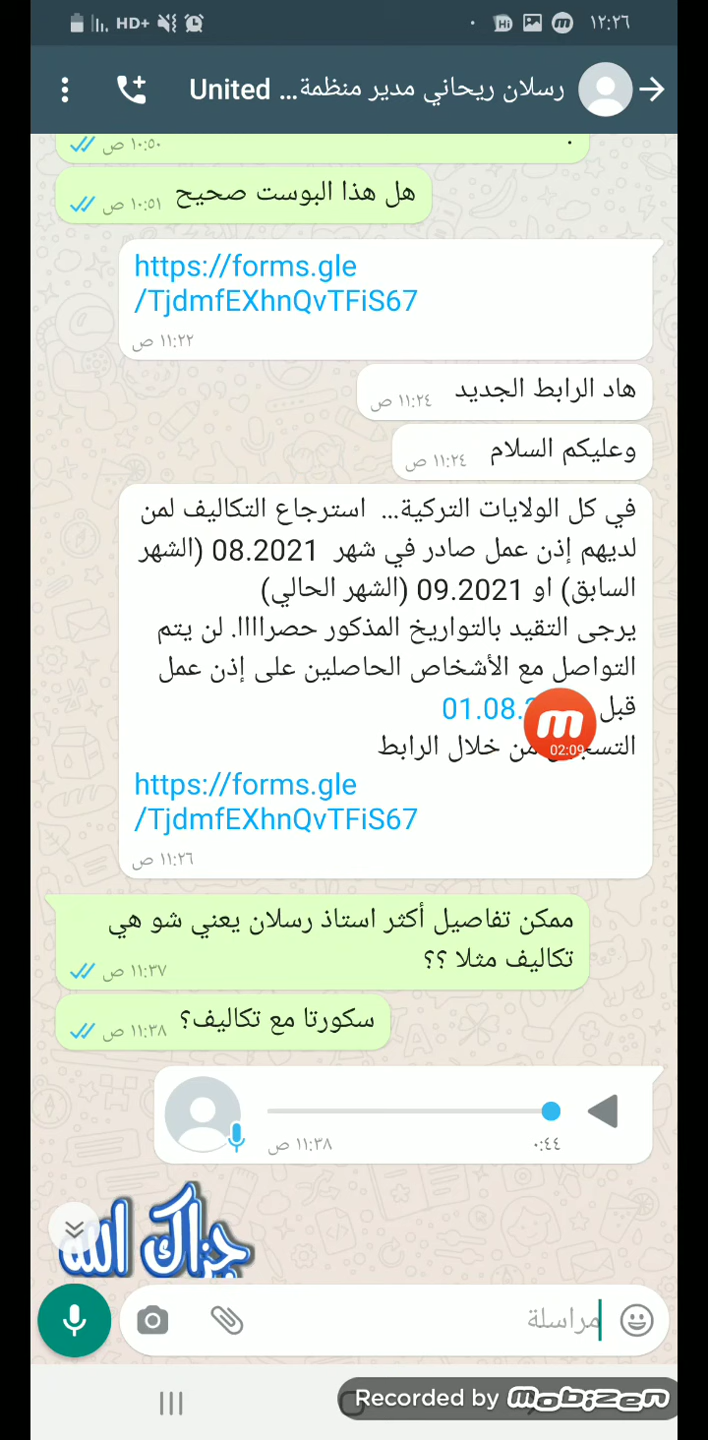 HD+
١٢:٢٦
رسلان ريحاني مدير منظمة... United
١٠:٥٠ ص
هل هذا البوست صحيح
١٠:٥١ ص
https://forms.gle
/TjdmfEXhnQvTFiS67
١١:٢٢ ص
هاد الرابط الجديد
١١:٢٤ ص
وعليكم السلام
١١:٢٤ ص
في كل الولايات التركية... استرجاع التكاليف لمن
لديهم إذن عمل صادر في شهر 08.2021 (الشهر
السابق) او 09.2021 (الشهر الحالي)
يرجى التقيد بالتواريخ المذكور حصراااا. لن يتم
التواصل مع الأشخاص الحاصلين على إذن عمل
قبل 01.08.
02:09
من خلال الرابط
https://forms.gle
/TjdmfEXhnQvTFiS67
١١:٢٦ ص
ممكن تفاصيل أكثر استاذ رسلان يعني شو هي
تكاليف مثلا ؟؟
١١:٣٧ ص
سكورتا مع تكاليف؟
١١:٣٨ ص
٠:٤٤
١١:٣٨ ص
جزاك الله
مراسلة
Recorded by mobizen